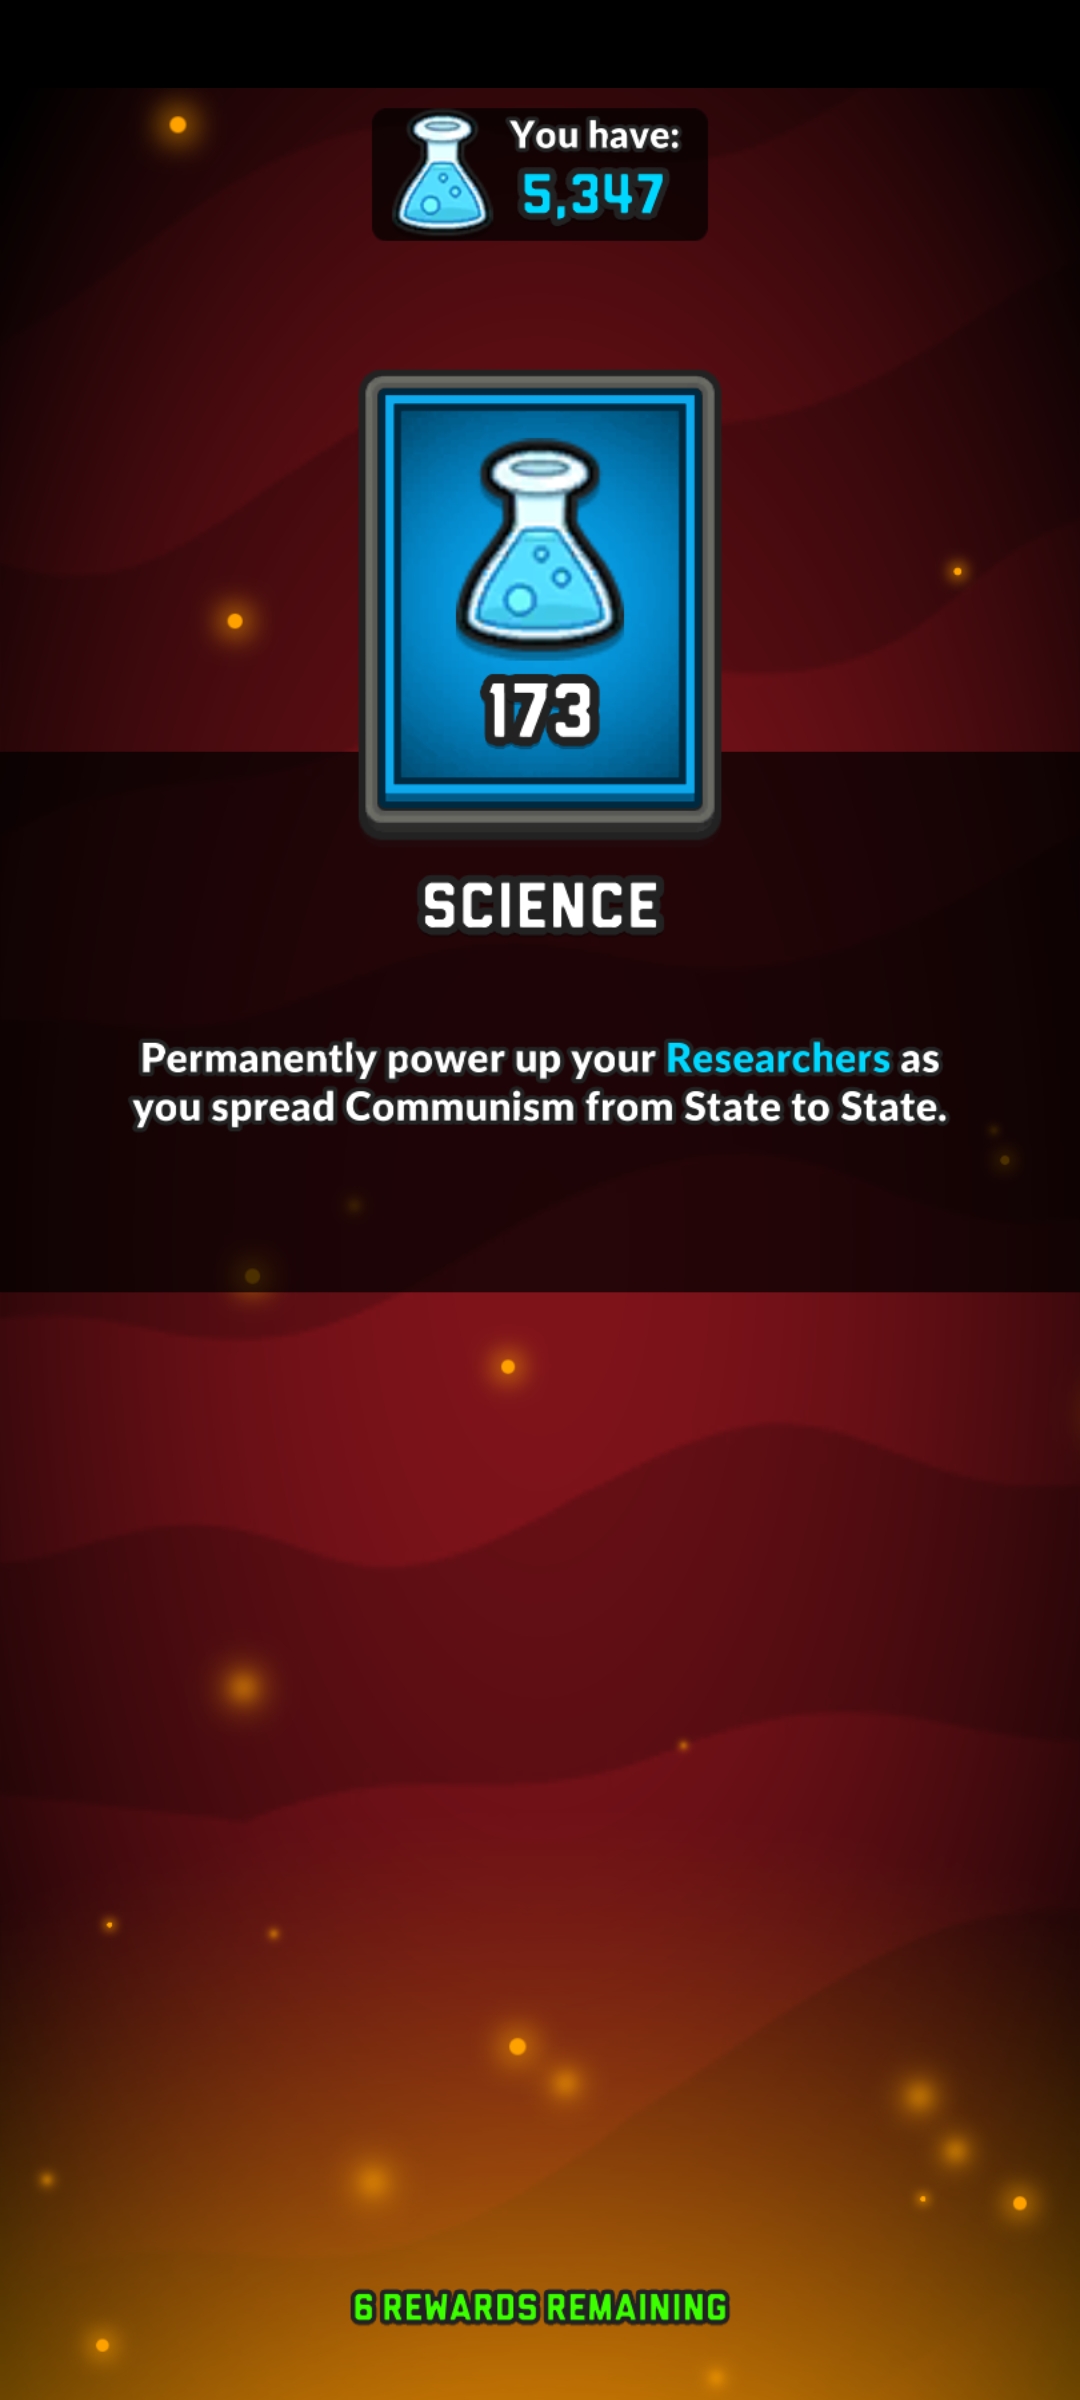 You have:
5,347
173
SCIENCE
Permanently power up your Researchers as
you spread Communism from State to State.
6 REWARDS REMAINING